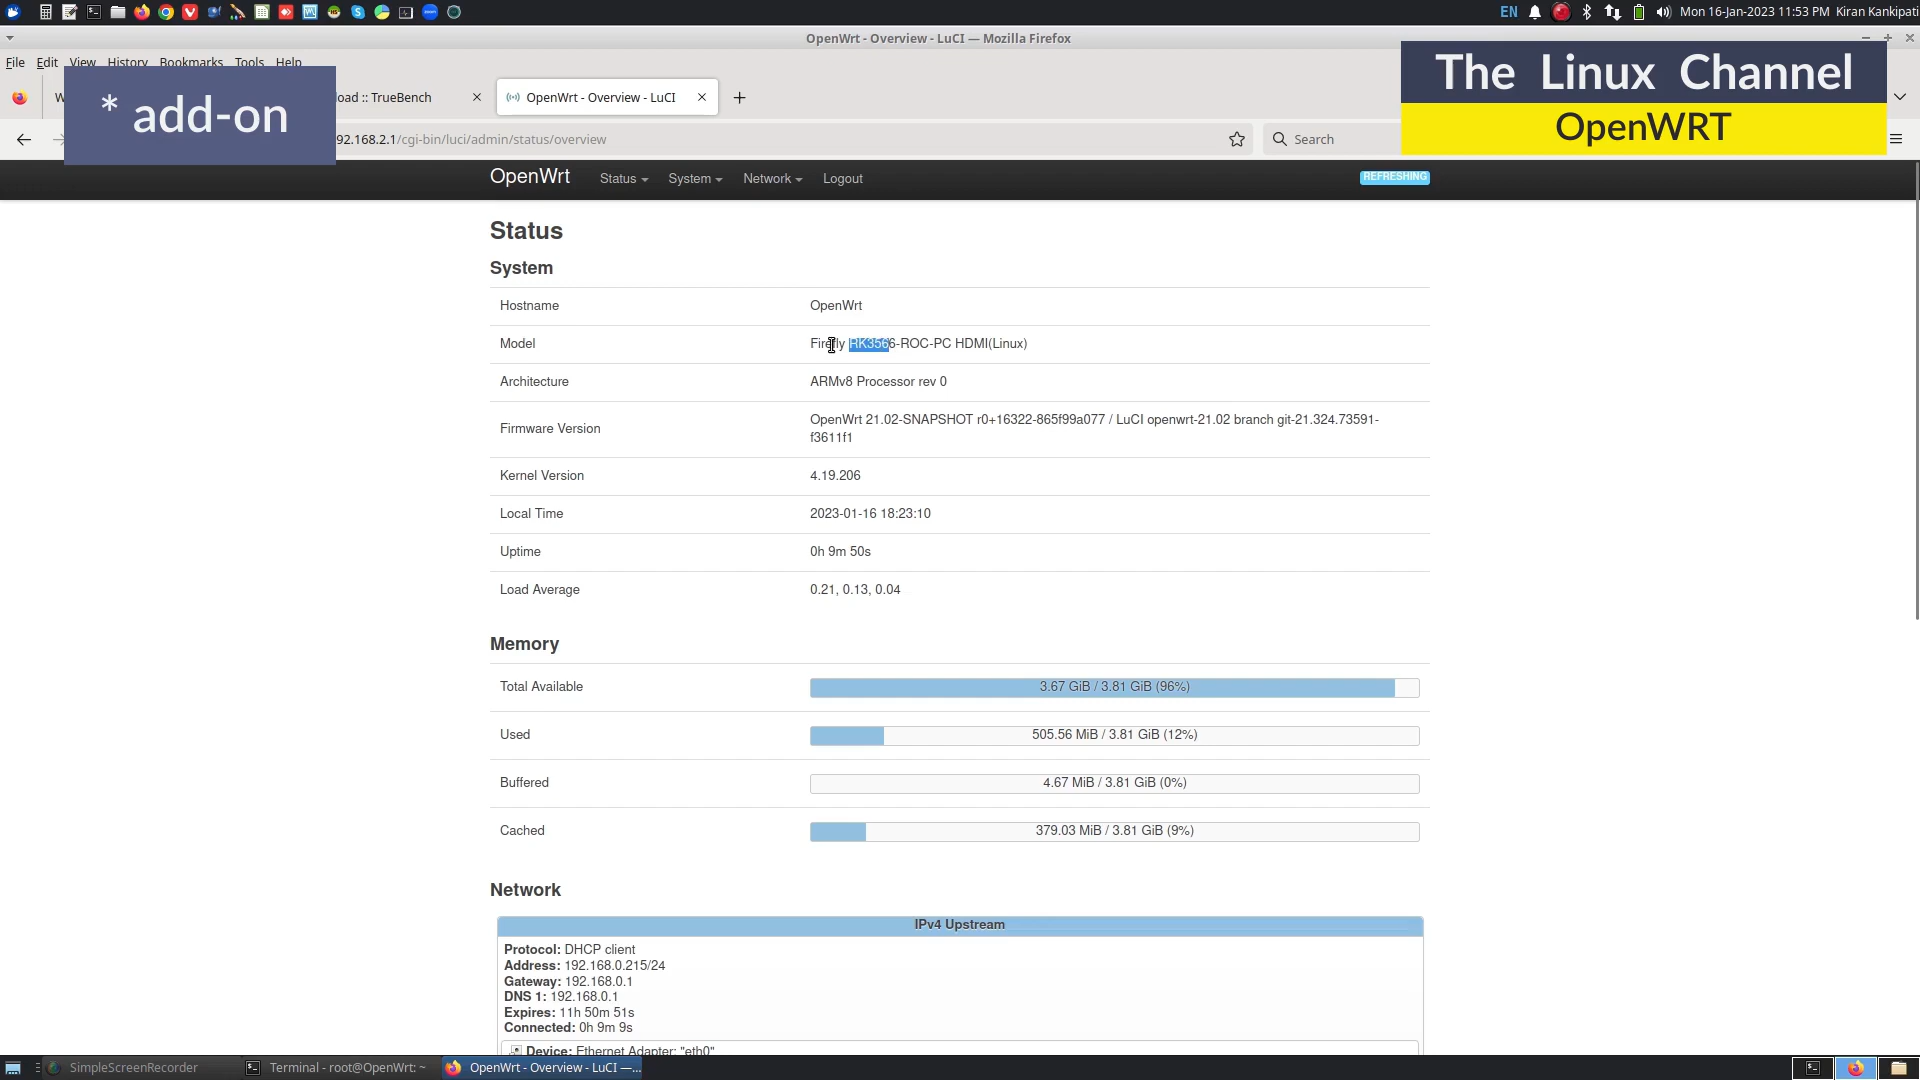 EN
Mon 16-Jan-2023 11:53 PM Kiran Kankipati
OpenWrt - Overview - LuCI — Mozilla Firefox
File Edit View History Bookmarks Tools Help
The Linux Channel
OpenWRT
* add-on
W
load :: TrueBench
OpenWrt - Overview - LuCI
92.168.2.1/cgi-bin/luci/admin/status/overview
Search
OpenWrt Status System Network Logout
REFRESHING
Status
System
Hostname OpenWrt
Model Firefly RK3566-ROC-PC HDMI(Linux)
Architecture ARMv8 Processor rev 0
Firmware Version OpenWrt 21.02-SNAPSHOT r0+16322-865f99a077 / LuCI openwrt-21.02 branch git-21.324.73591-
f3611f1
Kernel Version 4.19.206
Local Time 2023-01-16 18:23:10
Uptime 0h 9m 50s
Load Average 0.21, 0.13, 0.04
Memory
Total Available 3.67 GiB / 3.81 GiB (96%)
Used 505.56 MiB / 3.81 GiB (12%)
Buffered 4.67 MiB / 3.81 GiB (0%)
Cached 379.03 MiB / 3.81 GiB (9%)
Network
IPv4 Upstream
Protocol: DHCP client
Address: 192.168.0.215/24
Gateway: 192.168.0.1
DNS 1: 192.168.0.1
Expires: 11h 50m 51s
Connected: 0h 9m 9s
Device: Ethernet Adapter: "eth0"
SimpleScreenRecorder
Terminal - root@OpenWrt: ~
OpenWrt - Overview - LuCI —...